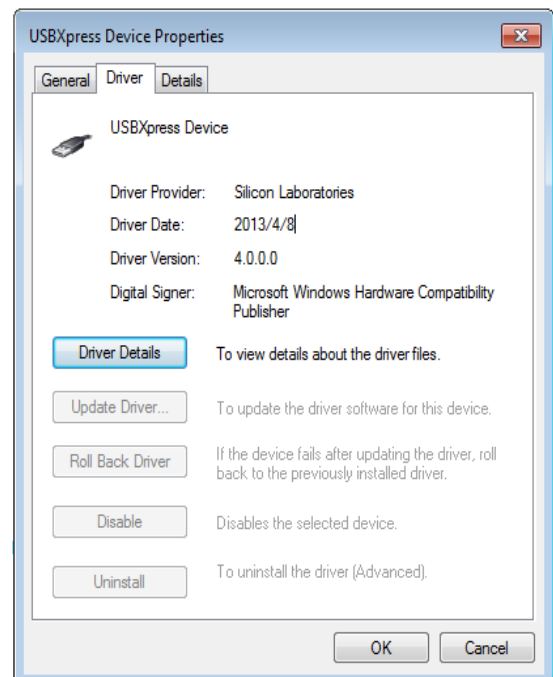 USBXpress Device Properties
General Driver Details
USBXpress Device
Driver Provider: Silicon Laboratories
Driver Date: 2013/4/8
Driver Version: 4.0.0.0
Digital Signer: Microsoft Windows Hardware Compatibility
Publisher
Driver Details To view details about the driver files.
Update Driver... To update the driver software for this device.
Roll Back Driver If the device fails after updating the driver, roll
back to the previously installed driver.
Disable Disables the selected device.
Uninstall To uninstall the driver (Advanced).
OK Cancel